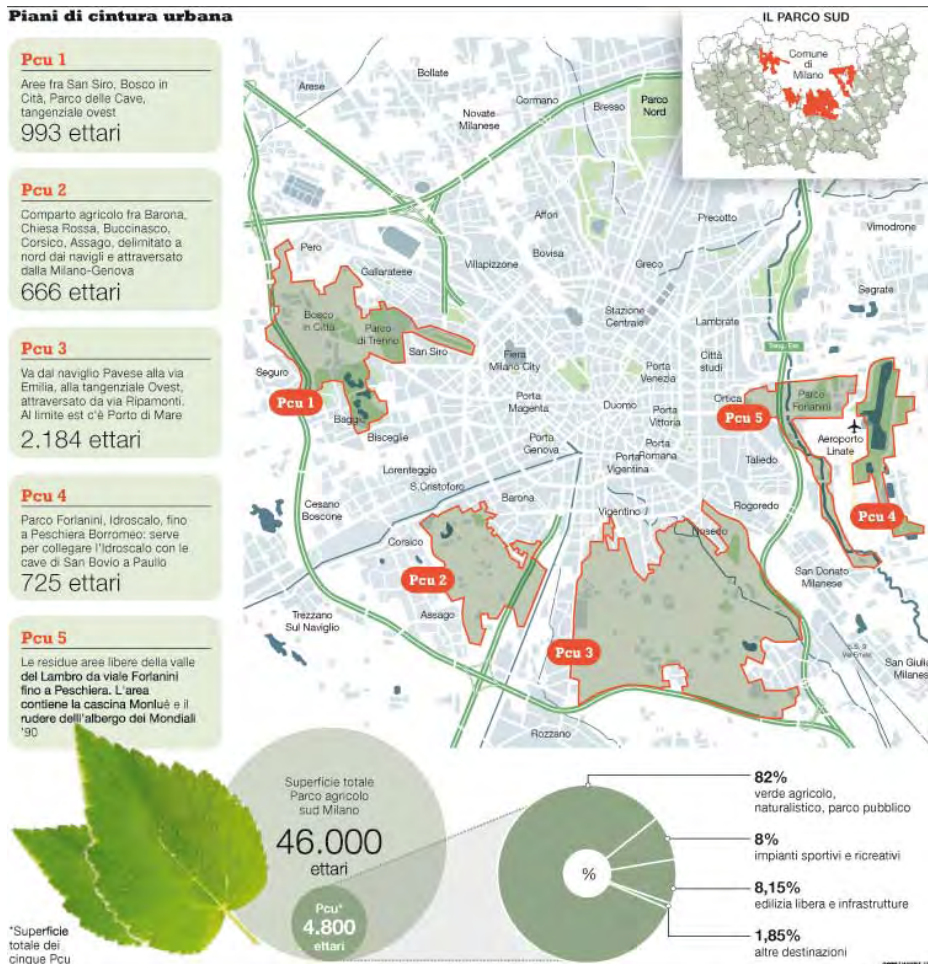 Piani di cintura urbana
Pcu 1
Aree fra San Siro, Bosco in
Cità, Parco delle Cave,
tangenziale ovest
993 ettari
Pcu 2
Comparto agricolo fra Barona,
Chiesa Rossa, Buccinasco,
Corsico, Assago, delimitato a
nord dai navigli e attraversato
dalla Milano-Genova
666 ettari
Pcu 3
Va dal naviglio Pavese alla via
Emilia, alla tangenziale Ovest,
attraversato da via Ripamonti.
Al limite est c'è Porto di Mare
2.184 ettari
Pcu 4
Parco Forlanini, Idroscalo, fino
a Peschiera Borromeo: serve
per collegare l'Idroscalo con le
cave di San Bovio a Paullo
725 ettari
Pcu 5
Le residue aree libere della valle
del Lambro da viale Forlanini
fino a Peschiera. L'area
contiene la cascina Monlué e il
rudere dell'albergo dei Mondiali
'90
IL PARCO SUD
Comune
di
Milano
Arese
Bollate
Cormano
Bresso
Parco
Nord
Novate
Milanese
Affori
Precotto
Vimodrone
Pero
Villapizzone
Bovisa
Greco
Gallaratese
Segrate
Bosco
in Città
Parco
di Trenno
Stazione
Centrale
Lambrate
San Siro
Fiera
Milano City
Città
studi
Tang. Est
Seguro
Porta
Venezia
Pcu 1
Porta
Magenta
Duomo
Ortica
Parco
Forlanini
Baggio
Porta
Vittoria
Pcu 5
Bisceglie
Porta
Genova
Porta
Romana
Aeroporto
Linate
Lorenteggio
Porta
Vigentina
Taliedo
S.Cristoforo
Cesano
Boscone
Barona
Vigentino
Rogoredo
Pcu 4
Corsico
Nosedo
Pcu 2
San Donato
Milanese
Trezzano
Sul Naviglio
Assago
Pcu 3
San Giulia
Milanese
Rozzano
Superficie totale
Parco agricolo
sud Milano
46.000
ettari
Pcu*
4.800
ettari
*Superficie
totale dei
cinque Pcu
%
82%
verde agricolo,
naturalistico, parco pubblico
8%
impianti sportivi e ricreativi
8,15%
edilizia libera e infrastrutture
1,85%
altre destinazioni